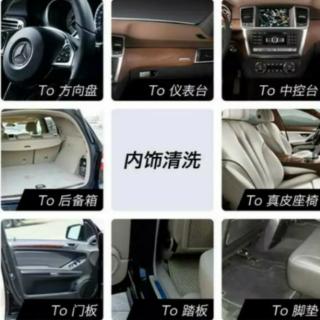 To 方向盘
To 仪表台
To 中控台
To 后备箱
内饰清洗
To 真皮座椅
To 门板
To 踏板
To 脚垫